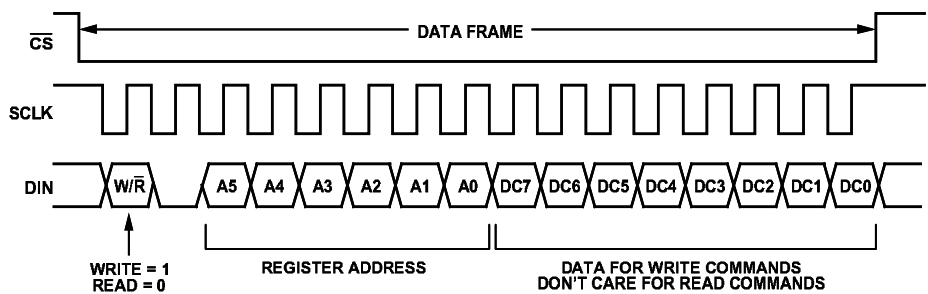 C̅S̅
DATA FRAME
SCLK
DIN
W/R̅
A5 A4 A3 A2 A1 A0 DC7 DC6 DC5 DC4 DC3 DC2 DC1 DC0
WRITE = 1
READ = 0
REGISTER ADDRESS
DATA FOR WRITE COMMANDS
DON'T CARE FOR READ COMMANDS